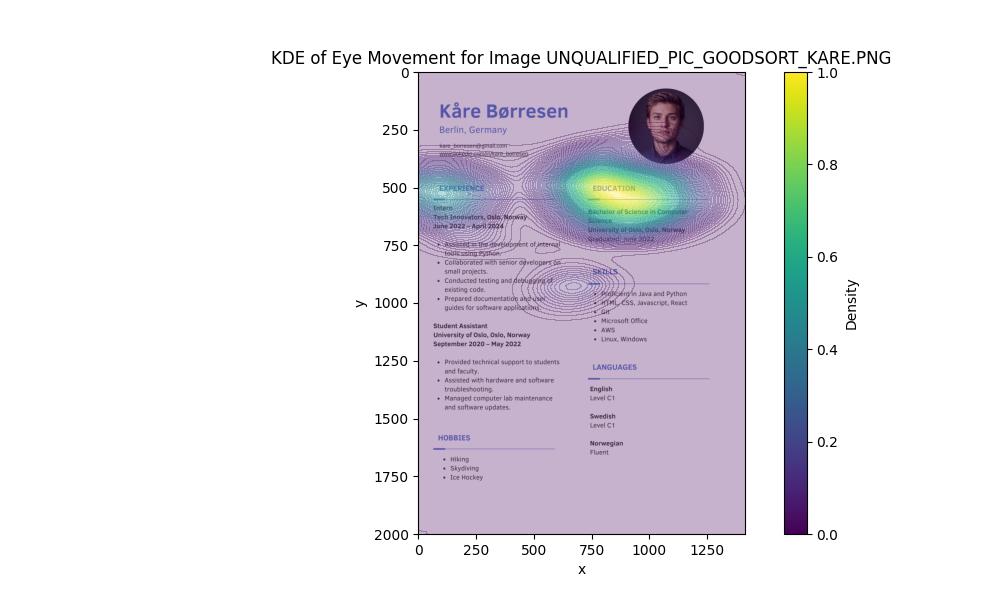 KDE of Eye Movement for Image UNQUALIFIED_PIC_GOODSORT_KARE.PNG
Kåre Børresen
Berlin, Germany
kare_borresen@gmail.com
EXPERIENCE
Intern
Tech Innovators, Oslo, Norway
June 2022 – April 2024
Assisted in the development of internal
tools using Python.
Collaborated with senior developers on
small projects.
Conducted testing and debugging of
existing code.
Prepared documentation and user
guides for software applications.
Student Assistant
University of Oslo, Oslo, Norway
September 2020 – May 2022
Provided technical support to students
and faculty.
Assisted with hardware and software
troubleshooting.
Managed computer lab maintenance
and software updates.
HOBBIES
Hiking
Skydiving
Ice Hockey
EDUCATION
Bachelor of Science in Computer
Science
University of Oslo, Oslo, Norway
Graduated: June 2022
SKILLS
Proficient in Java and Python
HTML, CSS, Javascript, React
Git
Microsoft Office
AWS
Linux, Windows
LANGUAGES
English
Level C1
Swedish
Level C1
Norwegian
Fluent
0
250
500
750
1000
1250
1500
1750
2000
y
0 250 500 750 1000 1250
x
1.0
0.8
0.6
0.4
0.2
0.0
Density